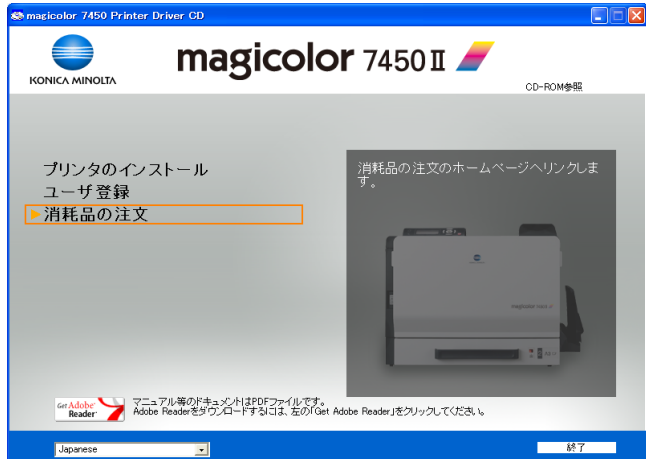 magicolor 7450 Printer Driver CD
KONICA MINOLTA
magicolor 7450 II
CD-ROM参照
プリンタのインストール
ユーザ登録
消耗品の注文
消耗品の注文のホームページへリンクしま
す。
Get Adobe
Reader
マニュアル等のドキュメントはPDFファイルです。
Adobe Readerをダウンロードするには、左の「Get Adobe Reader」をクリックしてください。
Japanese
終了